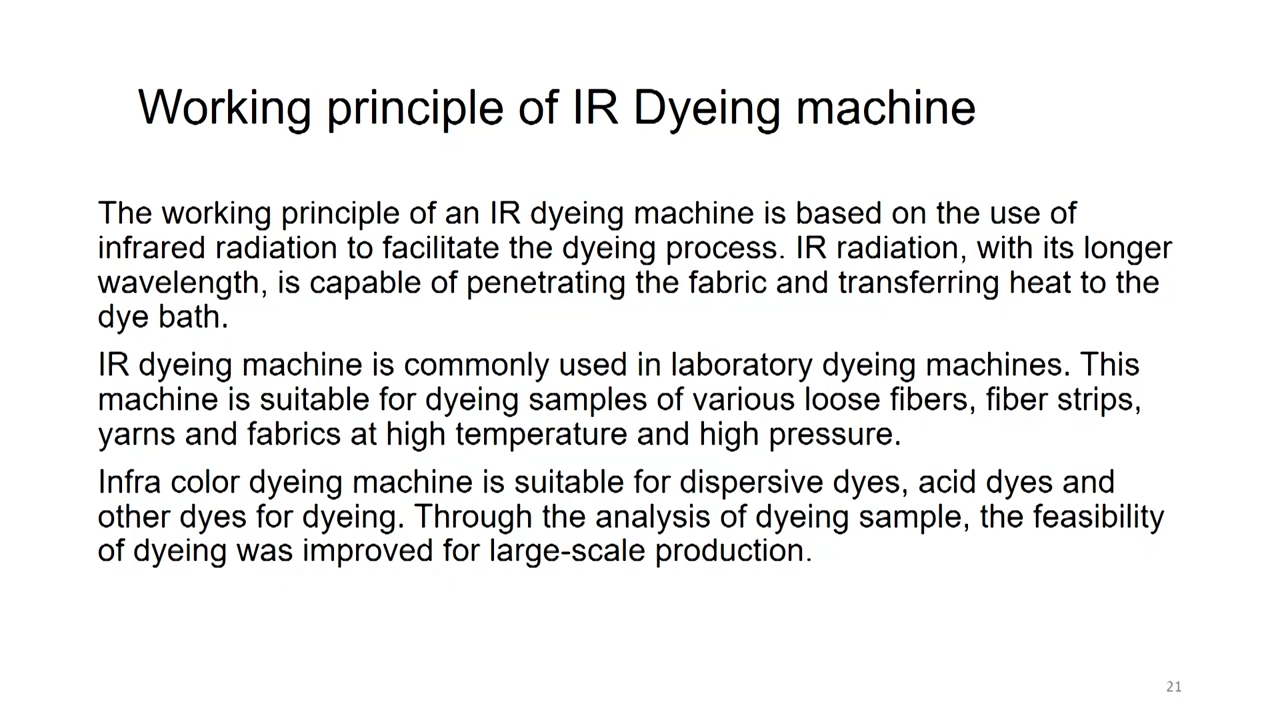 Working principle of IR Dyeing machine
The working principle of an IR dyeing machine is based on the use of
infrared radiation to facilitate the dyeing process. IR radiation, with its longer
wavelength, is capable of penetrating the fabric and transferring heat to the
dye bath.
IR dyeing machine is commonly used in laboratory dyeing machines. This
machine is suitable for dyeing samples of various loose fibers, fiber strips,
yarns and fabrics at high temperature and high pressure.
Infra color dyeing machine is suitable for dispersive dyes, acid dyes and
other dyes for dyeing. Through the analysis of dyeing sample, the feasibility
of dyeing was improved for large-scale production.
21